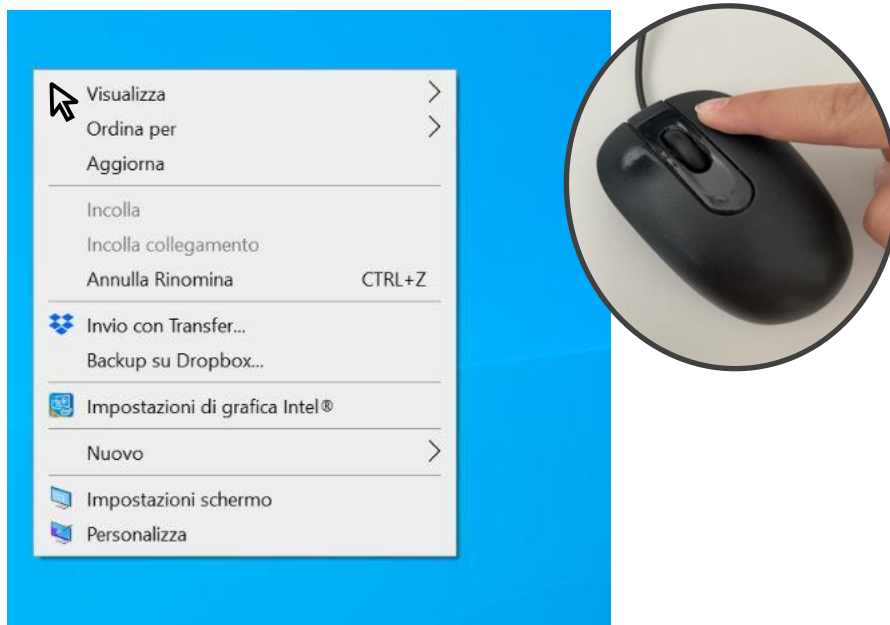 Visualizza
Ordina per
Aggiorna
Incolla
Incolla collegamento
Annulla Rinomina CTRL+Z
Invio con Transfer...
Backup su Dropbox...
Impostazioni di grafica Intel®
Nuovo
Impostazioni schermo
Personalizza